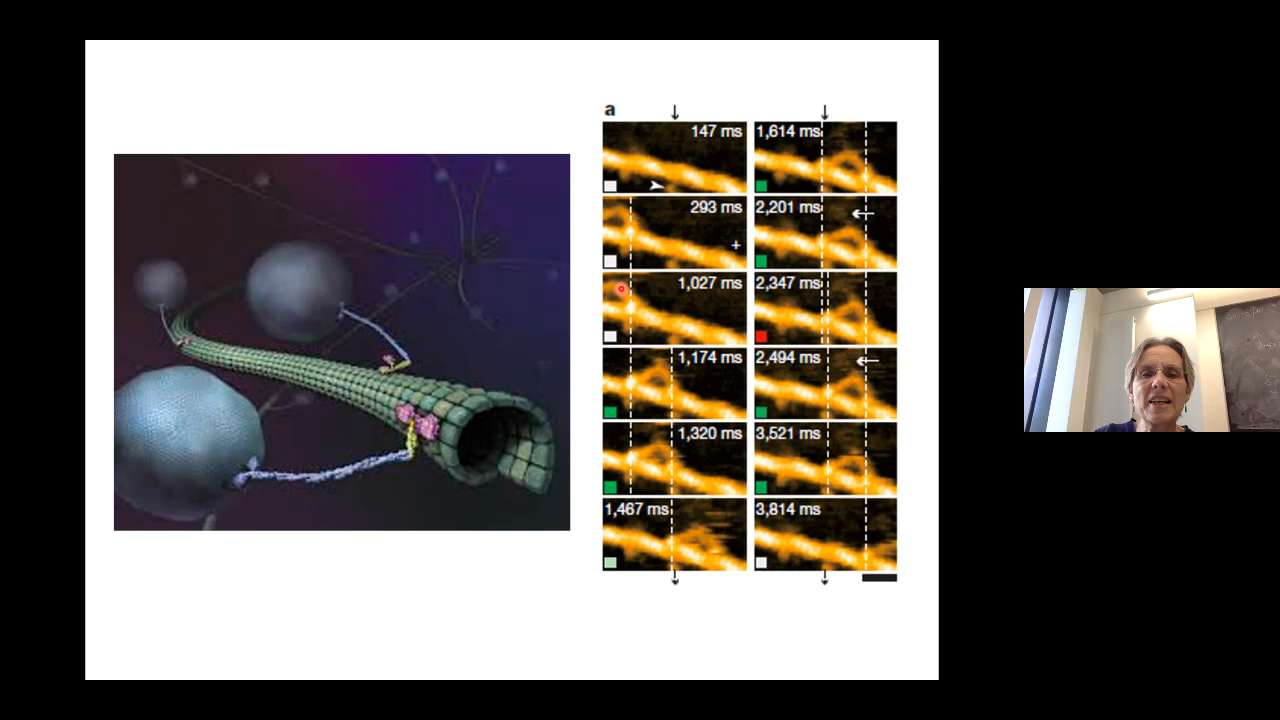 a
147 ms
293 ms
+
1,027 ms
1,174 ms
1,320 ms
1,467 ms
1,614 ms
2,201 ms
2,347 ms
2,494 ms
3,521 ms
3,814 ms